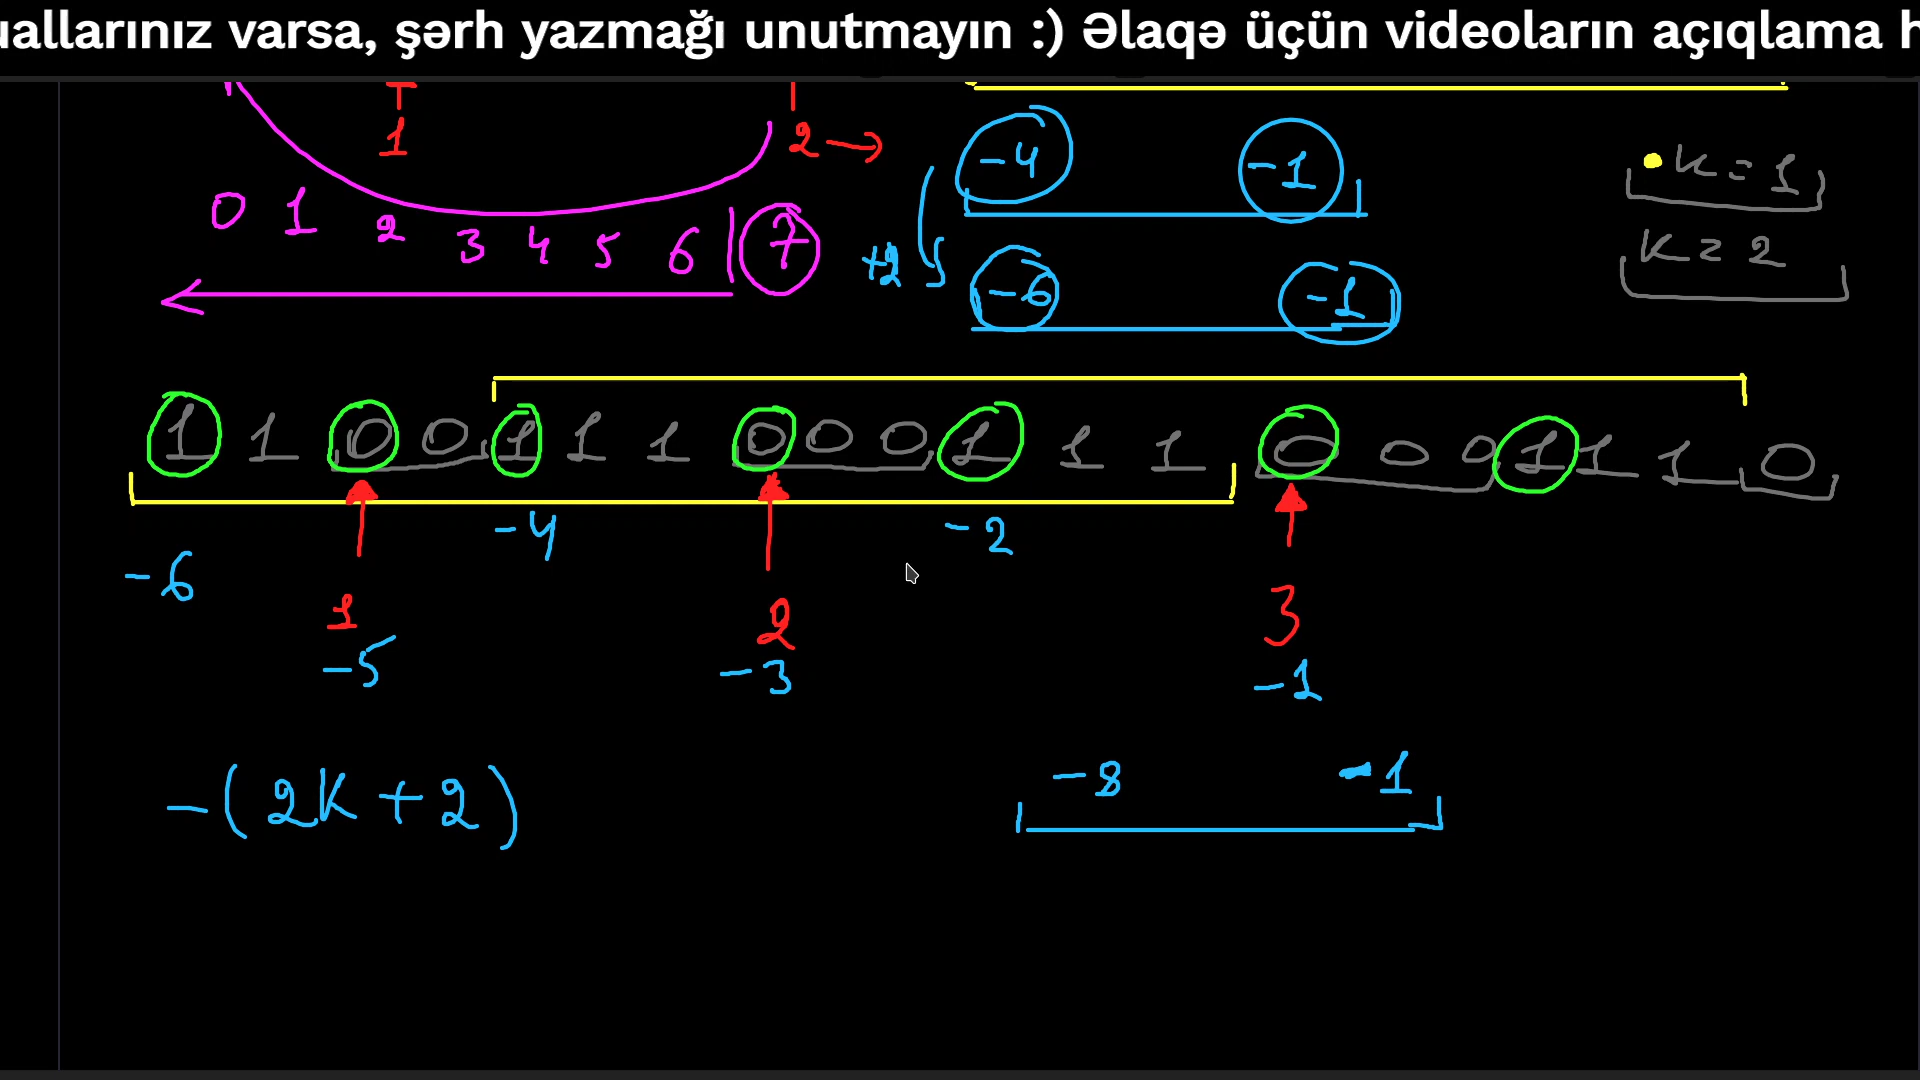 uallarınız varsa, şərh yazmağı unutmayın :) Əlaqə üçün videoların açıqlama h
1 2
-4 -1
K = 1
0 1 2 3 4 5 6 7
+2
-6 -1
K = 2
1 1 0 0 1 1 1 0 0 0 1 1 1 0 0 0 1 1 1 0
-4 -2
-6
1 2 3
-5 -3 -1
-(2K+2)
-8 -1